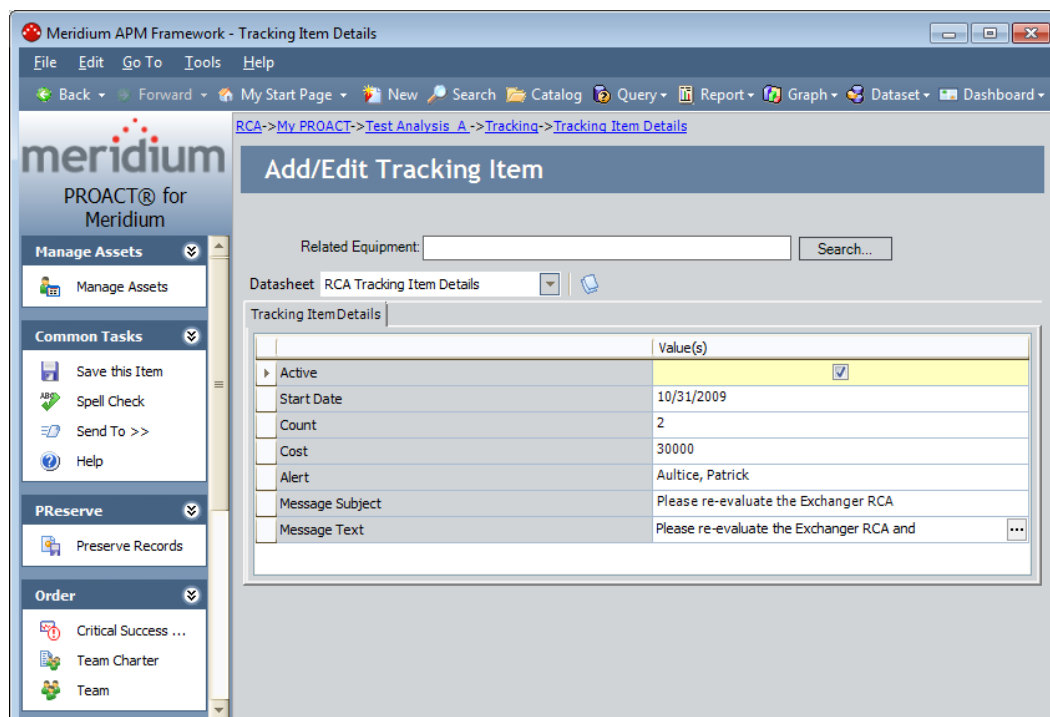 Meridium APM Framework - Tracking Item Details
File Edit Go To Tools Help
Back Forward My Start Page New Search Catalog Query Report Graph Dataset Dashboard
RCA->My PROACT->Test Analysis A->Tracking->Tracking Item Details
meridium
PROACT® for
Meridium
Manage Assets
Manage Assets
Common Tasks
Save this Item
ABC
Spell Check
Send To >>
Help
PReserve
Preserve Records
Order
Critical Success ...
Team Charter
Team
Add/Edit Tracking Item
Related Equipment: Search...
Datasheet RCA Tracking Item Details
Tracking Item Details
Value(s)
Active
Start Date 10/31/2009
Count 2
Cost 30000
Alert Aultice, Patrick
Message Subject Please re-evaluate the Exchanger RCA
Message Text Please re-evaluate the Exchanger RCA and ...